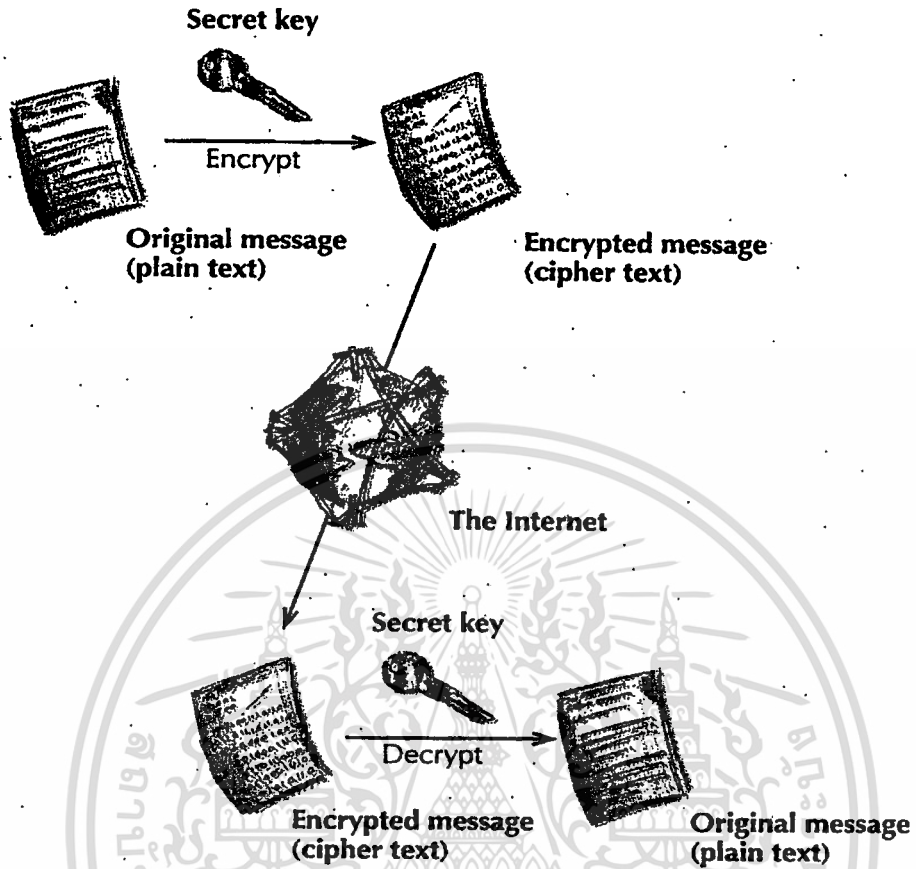 Secret key
Encrypt
Original message
(plain text)
Encrypted message
(cipher text)
The Internet
Secret key
Decrypt
Encrypted message
(cipher text)
Original message
(plain text)